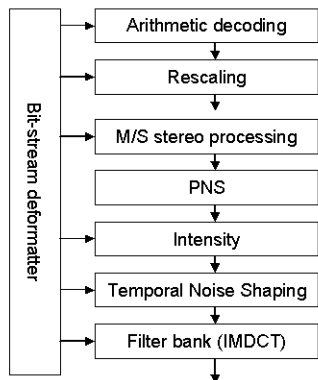 Bit-stream deformatter
Arithmetic decoding
Rescaling
M/S stereo processing
PNS
Intensity
Temporal Noise Shaping
Filter bank (IMDCT)